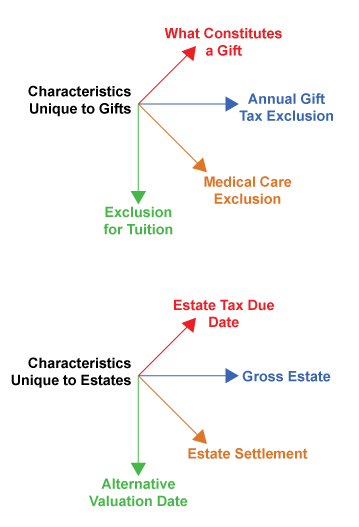 What Constitutes
a Gift
Characteristics
Unique to Gifts
Annual Gift
Tax Exclusion
Medical Care
Exclusion
Exclusion
for Tuition
Estate Tax Due
Date
Characteristics
Unique to Estates
Gross Estate
Estate Settlement
Alternative
Valuation Date